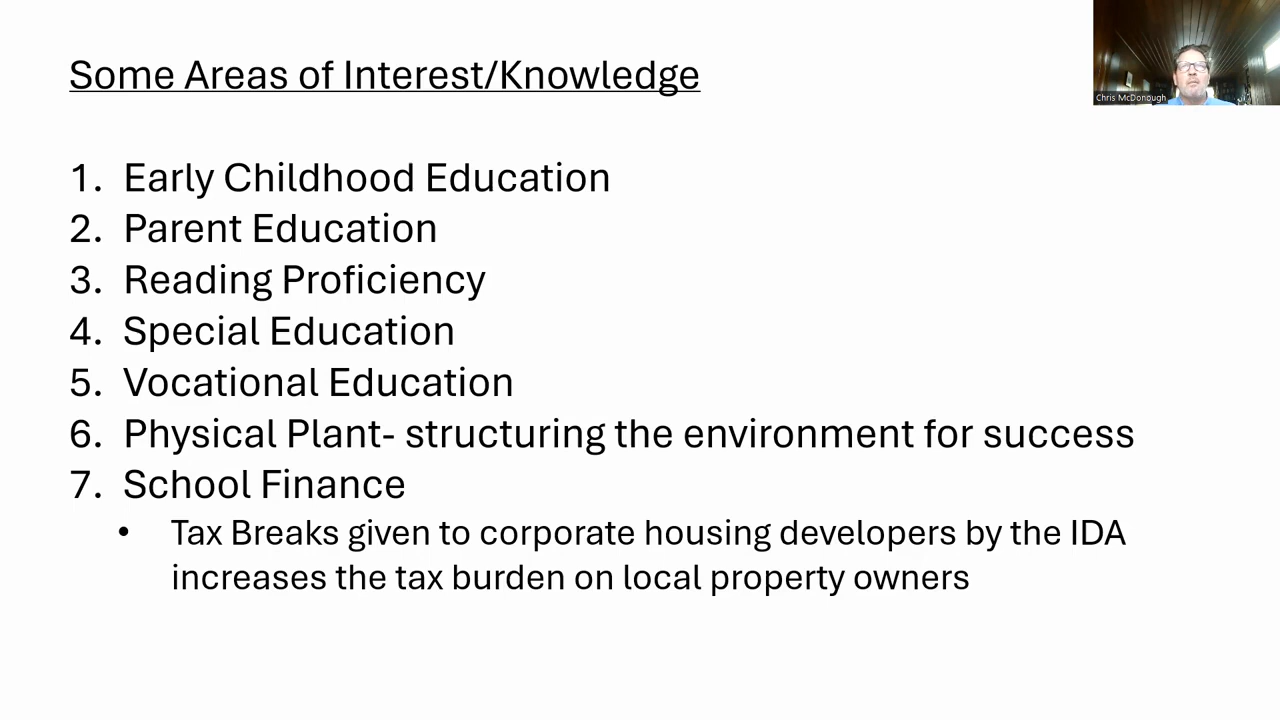 Some Areas of Interest/Knowledge
Chris McDonough
1. Early Childhood Education
2. Parent Education
3. Reading Proficiency
4. Special Education
5. Vocational Education
6. Physical Plant- structuring the environment for success
7. School Finance
• Tax Breaks given to corporate housing developers by the IDA
increases the tax burden on local property owners